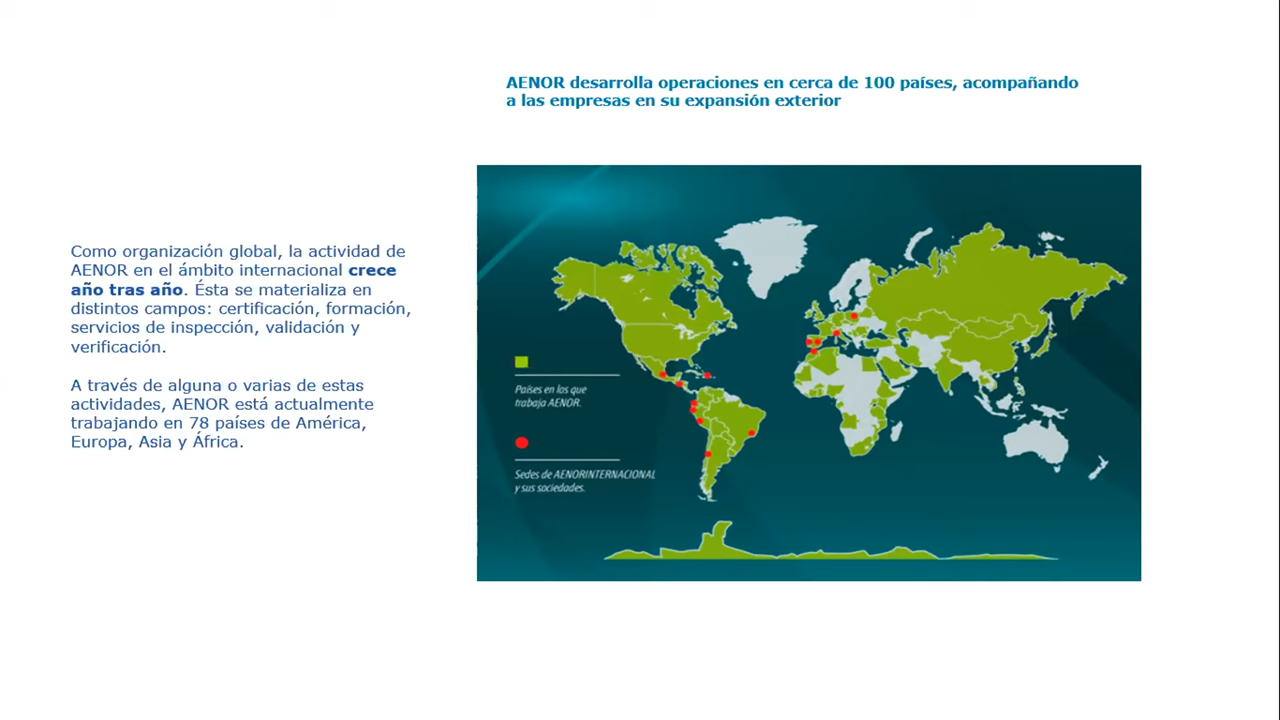 AENOR desarrolla operaciones en cerca de 100 países, acompañando
a las empresas en su expansión exterior
Como organización global, la actividad de
AENOR en el ámbito internacional crece
año tras año. Ésta se materializa en
distintos campos: certificación, formación,
servicios de inspección, validación y
verificación.
A través de alguna o varias de estas
actividades, AENOR está actualmente
trabajando en 78 países de América,
Europa, Asia y África.
Países en los que
trabaja AENOR.
Sedes de AENORINTERNACIONAL
y sus sociedades.